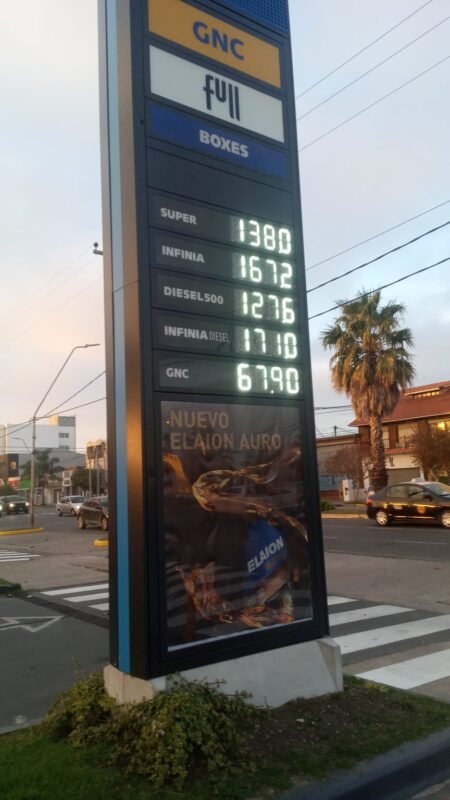 GNC
full
BOXES
SUPER 1380
INFINIA 1672
DIESEL500 1276
INFINIA DIESEL 1710
GNC 67.90
NUEVO
ELAION AURO
ELAION